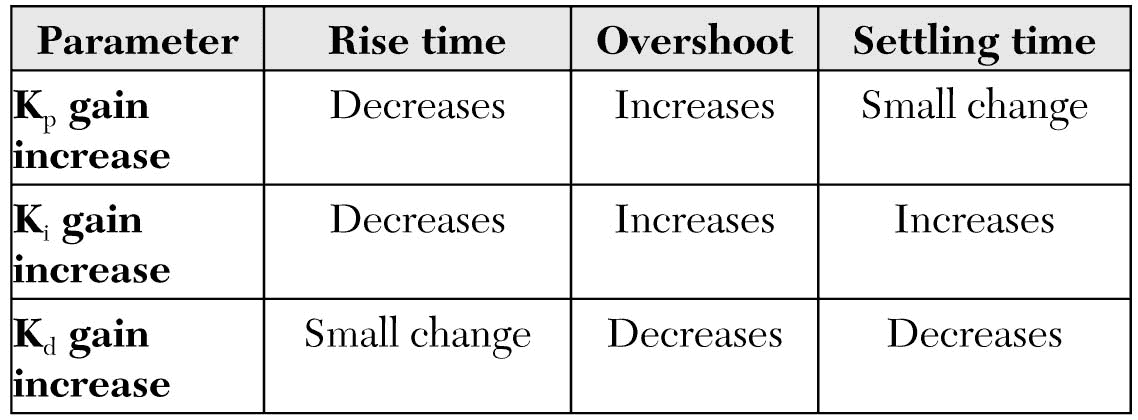 Parameter Rise time Overshoot Settling time
Kp gain Decreases Increases Small change
increase
Ki gain Decreases Increases Increases
increase
Kd gain Small change Decreases Decreases
increase